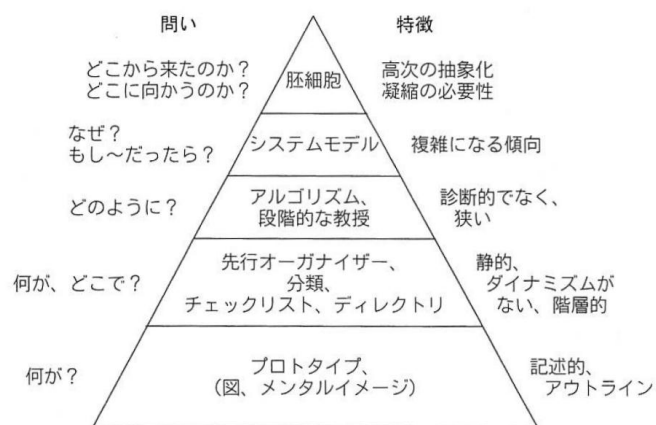 問い
特徴
どこから来たのか？
どこに向かうのか？
胚細胞
高次の抽象化
凝縮の必要性
なぜ？
もし～だったら？
システムモデル
複雑になる傾向
どのように？
アルゴリズム、
段階的な教授
診断的でなく、
狭い
何が、どこで？
先行オーガナイザー、
分類、
チェックリスト、ディレクトリ
静的、
ダイナミズムが
ない、階層的
何が？
プロトタイプ、
（図、メンタルイメージ）
記述的、
アウトライン